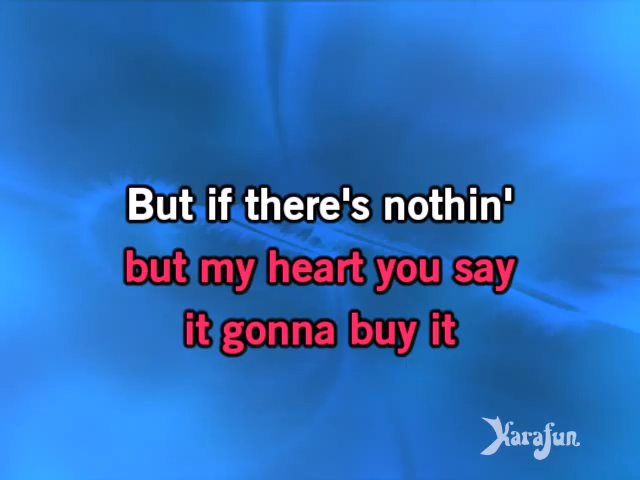 But if there's nothin'
but my heart you say
it gonna buy it
Karafun